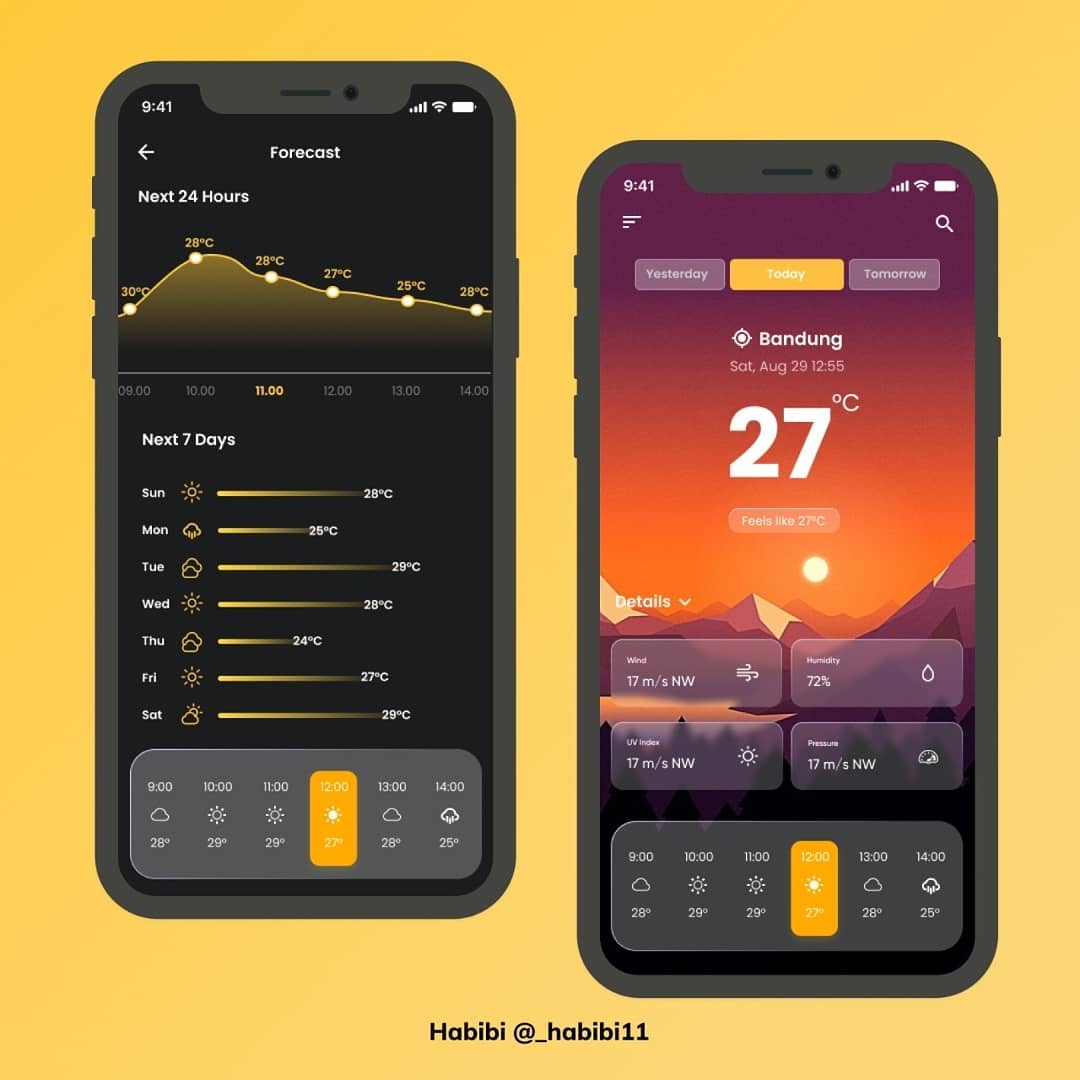 9:41
Forecast
Next 24 Hours
28°C
28°C
27°C
30°C
25°C
28°C
09.00 10.00 11.00 12.00 13.00 14.00
Next 7 Days
Sun 28°C
Mon 25°C
Tue 29°C
Wed 28°C
Thu 24°C
Fri 27°C
Sat 29°C
9:00 10:00 11:00 12:00 13:00 14:00
28° 29° 29° 27° 28° 25°
9:41
Yesterday Today Tomorrow
Bandung
Sat, Aug 29 12:55
27°C
Feels like 27°C
Details
Wind
17 m/s NW
Humidity
72%
UV Index
17 m/s NW
Pressure
17 m/s NW
9:00 10:00 11:00 12:00 13:00 14:00
28° 29° 29° 27° 28° 25°
Habibi @_habibi11